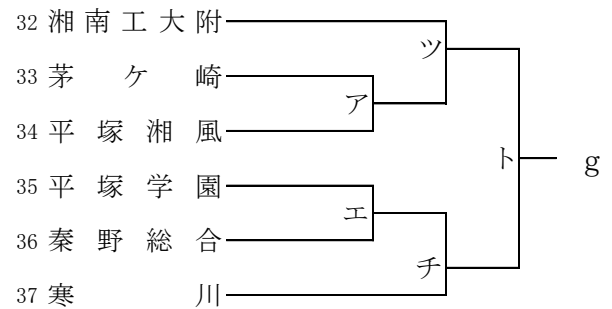 32 湘南工大附
ツ
33 茅ケ崎
ア
34 平塚湘風
ト g
35 平塚学園
エ
36 秦野総合
チ
37 寒川